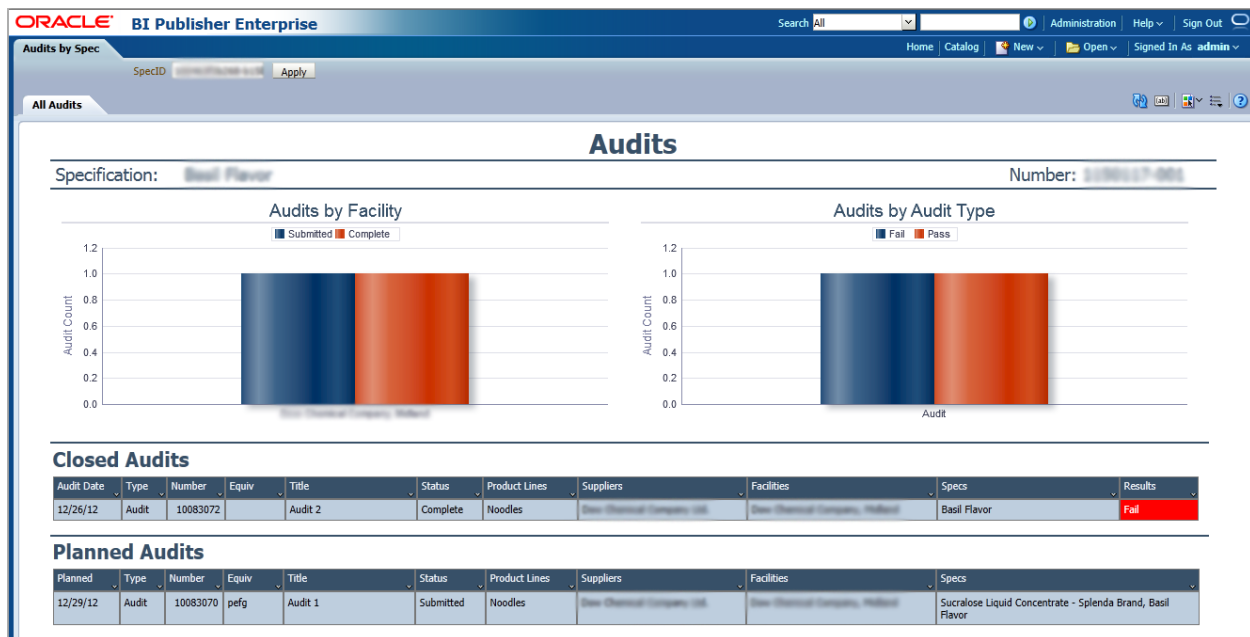 ORACLE BI Publisher Enterprise Search All Administration Help Sign Out
Audits by Spec Home Catalog New Open Signed In As admin
SpecID Apply
All Audits
Audits
Specification: Number:
Audits by Facility
Submitted Complete
1.2
1.0
0.8
0.6
0.4
0.2
0.0
Audit Count
Audits by Audit Type
Fail Pass
1.2
1.0
0.8
0.6
0.4
0.2
0.0
Audit Count
Audit
Closed Audits
Audit Date Type Number Equiv Title Status Product Lines Suppliers Facilities Specs Results
12/26/12 Audit 10083072 Audit 2 Complete Noodles Basil Flavor Fail
Planned Audits
Planned Type Number Equiv Title Status Product Lines Suppliers Facilities Specs
12/29/12 Audit 10083070 pefg Audit 1 Submitted Noodles Sucralose Liquid Concentrate - Splenda Brand, Basil
Flavor